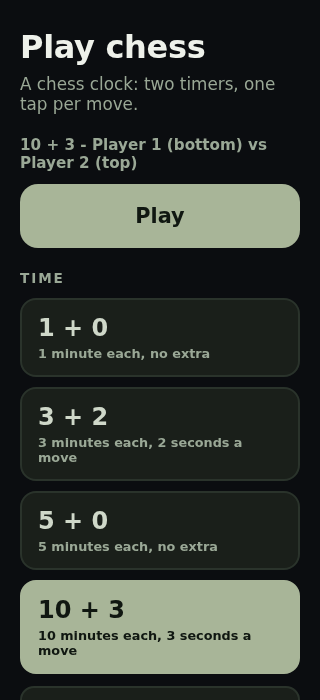 Play chess
A chess clock: two timers, one
tap per move.
10 + 3 - Player 1 (bottom) vs
Player 2 (top)
Play
TIME
1 + 0
1 minute each, no extra
3 + 2
3 minutes each, 2 seconds a
move
5 + 0
5 minutes each, no extra
10 + 3
10 minutes each, 3 seconds a
move